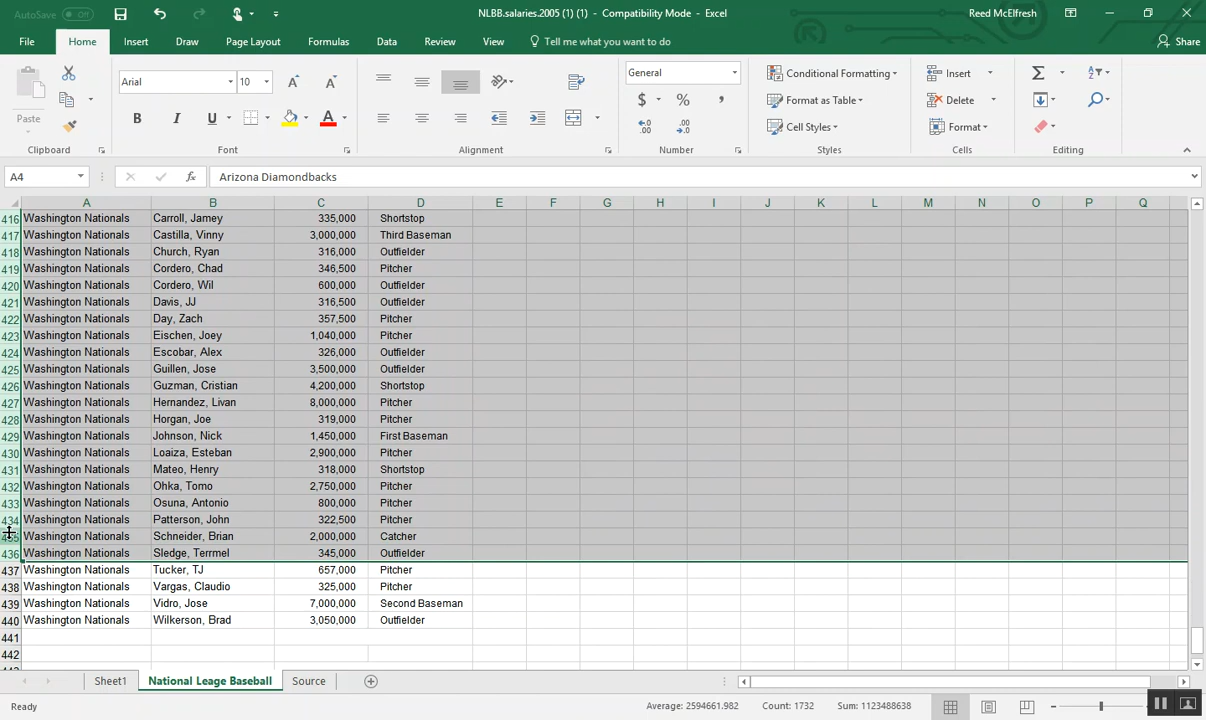 AutoSave Off NLBB.salaries.2005 (1) (1) - Compatibility Mode - Excel Reed McElfresh
File Home Insert Draw Page Layout Formulas Data Review View Tell me what you want to do Share
Paste Arial 10 General Conditional Formatting Insert
Format as Table Delete
B I U A $ % , Cell Styles Format
Clipboard Font Alignment Number Styles Cells Editing
A4 fx Arizona Diamondbacks
A B C D E F G H I J K L M N O P Q
416 Washington Nationals Carroll, Jamey 335,000 Shortstop
417 Washington Nationals Castilla, Vinny 3,000,000 Third Baseman
418 Washington Nationals Church, Ryan 316,000 Outfielder
419 Washington Nationals Cordero, Chad 346,500 Pitcher
420 Washington Nationals Cordero, Wil 600,000 Outfielder
421 Washington Nationals Davis, JJ 316,500 Outfielder
422 Washington Nationals Day, Zach 357,500 Pitcher
423 Washington Nationals Eischen, Joey 1,040,000 Pitcher
424 Washington Nationals Escobar, Alex 326,000 Outfielder
425 Washington Nationals Guillen, Jose 3,500,000 Outfielder
426 Washington Nationals Guzman, Cristian 4,200,000 Shortstop
427 Washington Nationals Hernandez, Livan 8,000,000 Pitcher
428 Washington Nationals Horgan, Joe 319,000 Pitcher
429 Washington Nationals Johnson, Nick 1,450,000 First Baseman
430 Washington Nationals Loaiza, Esteban 2,900,000 Pitcher
431 Washington Nationals Mateo, Henry 318,000 Shortstop
432 Washington Nationals Ohka, Tomo 2,750,000 Pitcher
433 Washington Nationals Osuna, Antonio 800,000 Pitcher
434 Washington Nationals Patterson, John 322,500 Pitcher
435 Washington Nationals Schneider, Brian 2,000,000 Catcher
436 Washington Nationals Sledge, Terrmel 345,000 Outfielder
437 Washington Nationals Tucker, TJ 657,000 Pitcher
438 Washington Nationals Vargas, Claudio 325,000 Pitcher
439 Washington Nationals Vidro, Jose 7,000,000 Second Baseman
440 Washington Nationals Wilkerson, Brad 3,050,000 Outfielder
441
442
Sheet1 National Leage Baseball Source
Ready Average: 2594661.982 Count: 1732 Sum: 1123488638